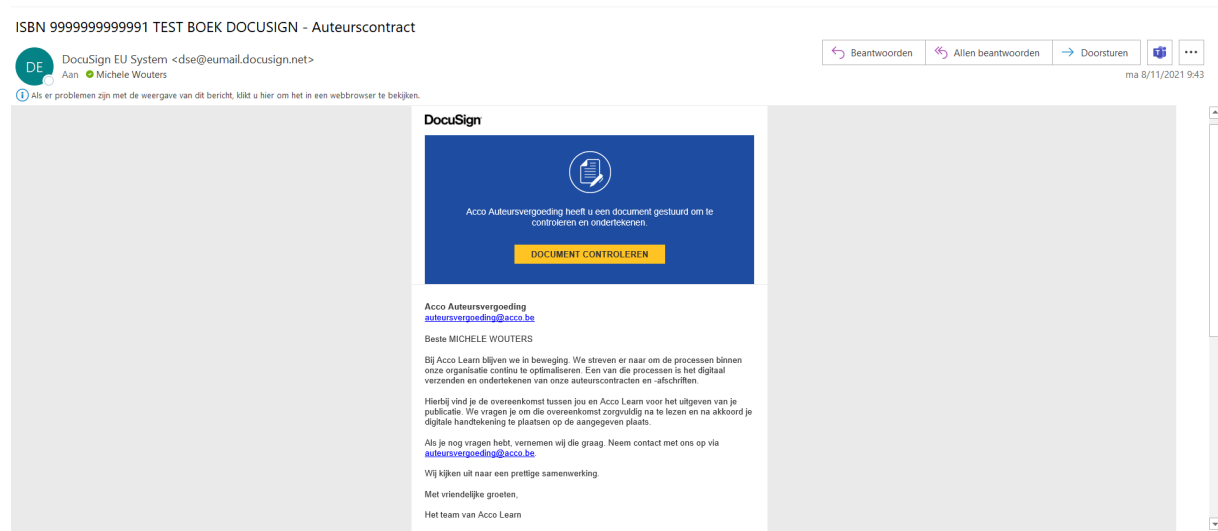 ISBN 9999999999991 TEST BOEK DOCUSIGN - Auteurscontract
DE
DocuSign EU System <dse@eumail.docusign.net>
Aan Michele Wouters
Beantwoorden
Allen beantwoorden
Doorsturen
ma 8/11/2021 9:43
Als er problemen zijn met de weergave van dit bericht, klikt u hier om het in een webbrowser te bekijken.
DocuSign
Acco Auteursvergoeding heeft u een document gestuurd om te
controleren en ondertekenen.
DOCUMENT CONTROLEREN
Acco Auteursvergoeding
auteursvergoeding@acco.be
Beste MICHELE WOUTERS
Bij Acco Learn blijven we in beweging. We streven er naar om de processen binnen
onze organisatie continu te optimaliseren. Een van die processen is het digitaal
verzenden en ondertekenen van onze auteurscontracten en -afschriften.
Hierbij vind je de overeenkomst tussen jou en Acco Learn voor het uitgeven van je
publicatie. We vragen je om die overeenkomst zorgvuldig na te lezen en na akkoord je
digitale handtekening te plaatsen op de aangegeven plaats.
Als je nog vragen hebt, vernemen wij die graag. Neem contact met ons op via
auteursvergoeding@acco.be.
Wij kijken uit naar een prettige samenwerking.
Met vriendelijke groeten,
Het team van Acco Learn